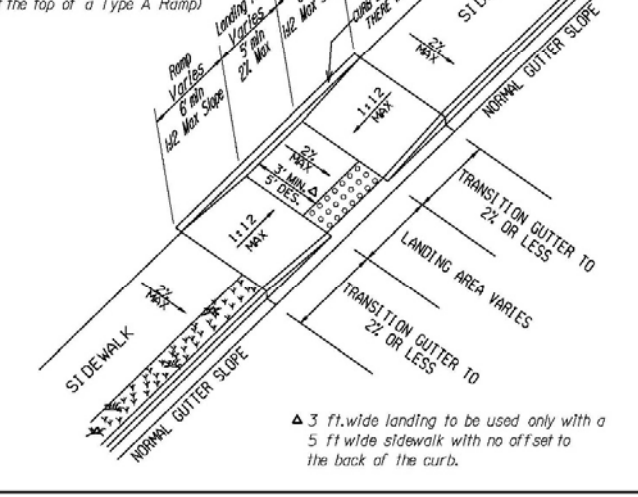 f the top of a Type A Ramp)
Ramp
Varies
6' min
1:12 Max Slope
Landing
Varies
5' min
2% Max
1:12 Max
CURB
THERE
SID
2%
MAX
NORMAL GUTTER SLOPE
1:12
MAX
2%
MAX
3' MIN. Δ
5' DES.
1:12
MAX
TRANSITION GUTTER TO
2% OR LESS
LANDING AREA VARIES
TRANSITION GUTTER TO
2% OR LESS
2%
MAX
SIDEWALK
NORMAL GUTTER SLOPE
Δ 3 ft.wide landing to be used only with a
5 ft wide sidewalk with no offset to
the back of the curb.